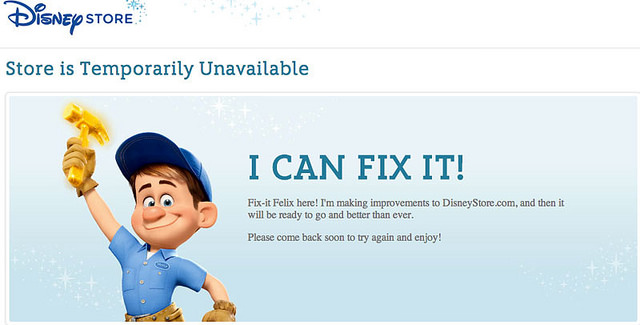 Disney STORE
Store is Temporarily Unavailable
I CAN FIX IT!
Fix-it Felix here! I'm making improvements to DisneyStore.com, and then it
will be ready to go and better than ever.
Please come back soon to try again and enjoy!